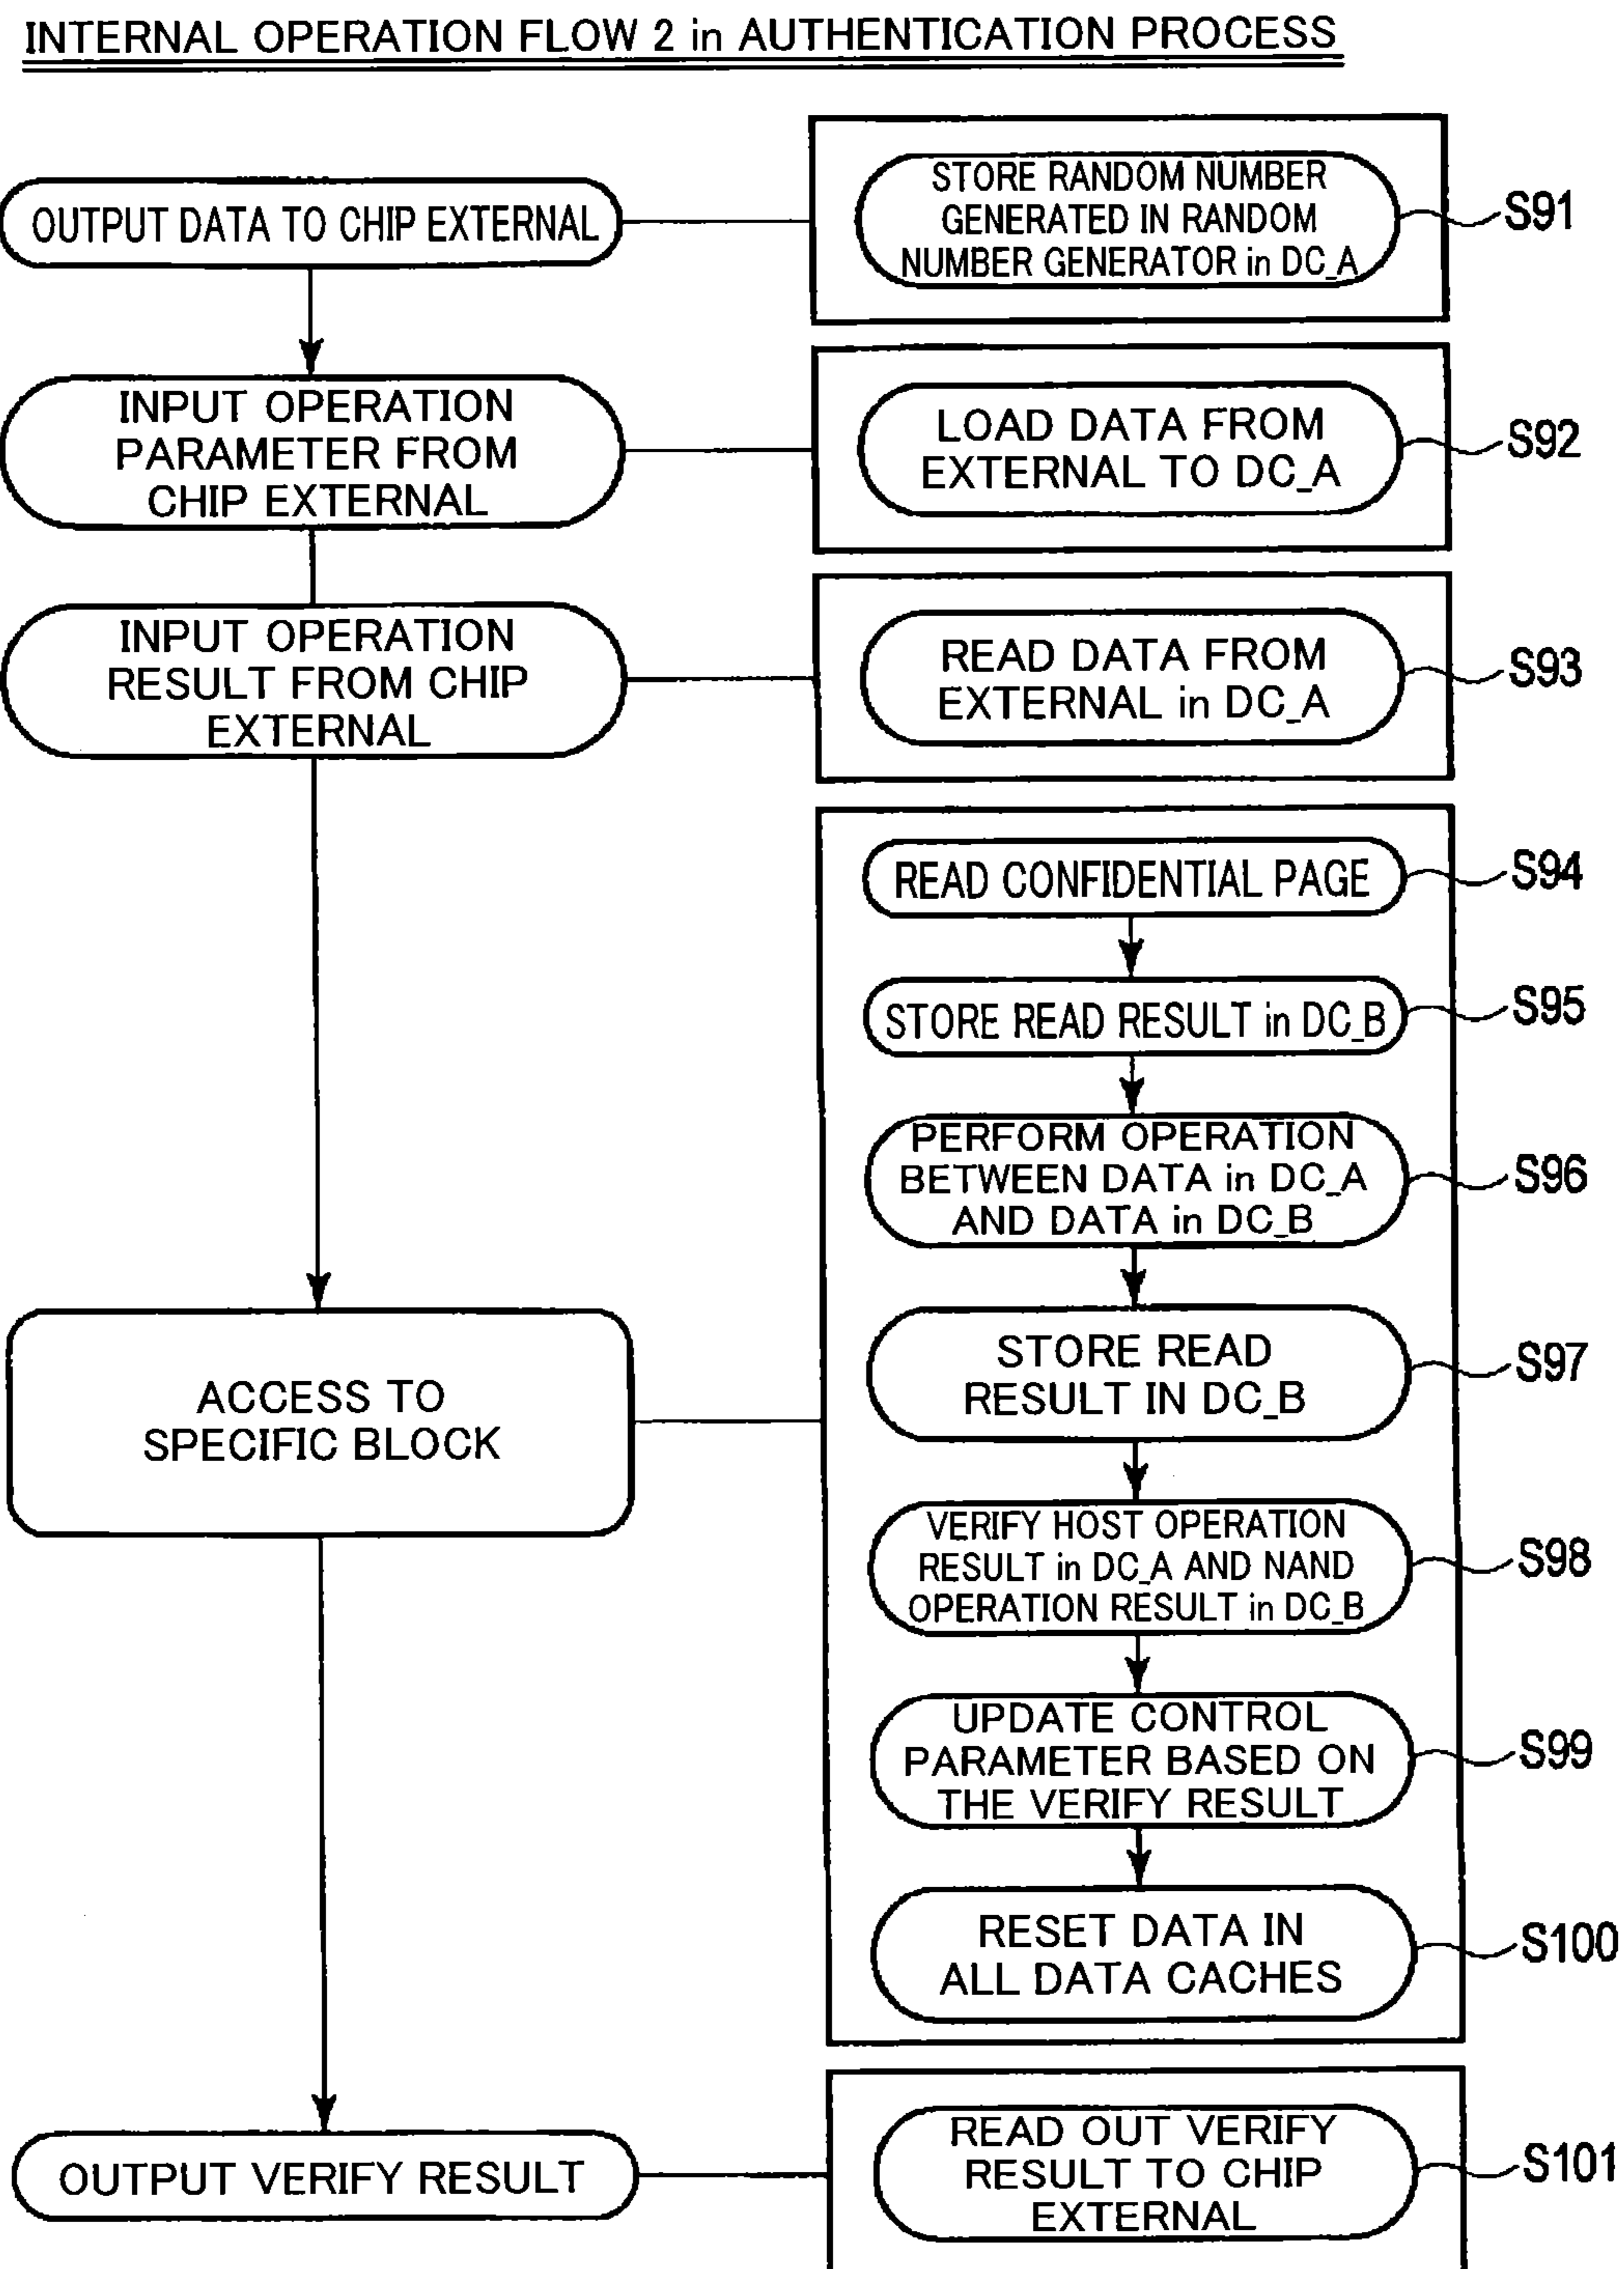 INTERNAL OPERATION FLOW 2 in AUTHENTICATION PROCESS
OUTPUT DATA TO CHIP EXTERNAL
STORE RANDOM NUMBER
GENERATED IN RANDOM
NUMBER GENERATOR in DC_A
S91
INPUT OPERATION
PARAMETER FROM
CHIP EXTERNAL
LOAD DATA FROM
EXTERNAL TO DC_A
S92
INPUT OPERATION
RESULT FROM CHIP
EXTERNAL
READ DATA FROM
EXTERNAL in DC_A
S93
READ CONFIDENTIAL PAGE
S94
STORE READ RESULT in DC_B
S95
PERFORM OPERATION
BETWEEN DATA in DC_A
AND DATA in DC_B
S96
ACCESS TO
SPECIFIC BLOCK
STORE READ
RESULT IN DC_B
S97
VERIFY HOST OPERATION
RESULT in DC_A AND NAND
OPERATION RESULT in DC_B
S98
UPDATE CONTROL
PARAMETER BASED ON
THE VERIFY RESULT
S99
RESET DATA IN
ALL DATA CACHES
S100
OUTPUT VERIFY RESULT
READ OUT VERIFY
RESULT TO CHIP
EXTERNAL
S101